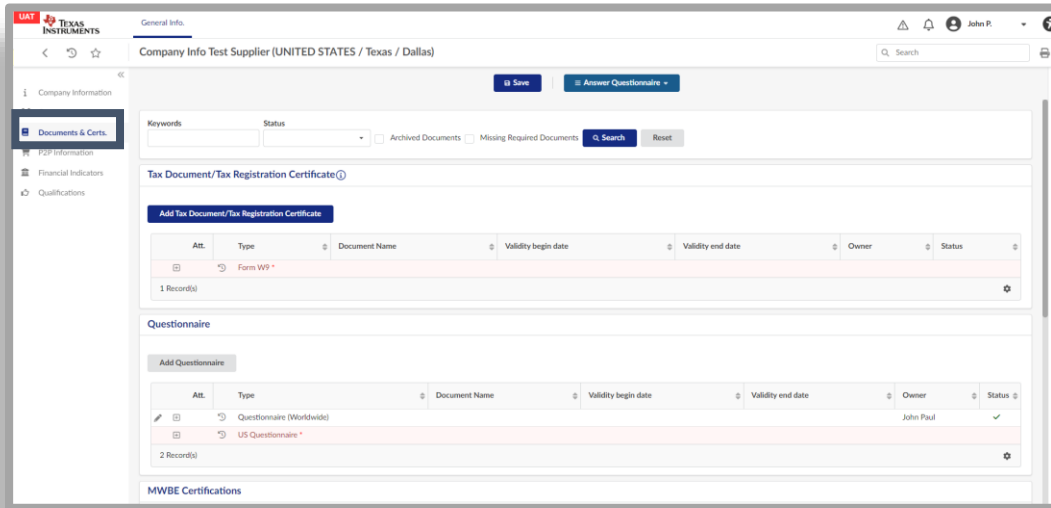 UAT
TEXAS INSTRUMENTS
General Info.
John P.
Company Info Test Supplier (UNITED STATES / Texas / Dallas)
Search
Company Information
Save
Answer Questionnaire
Documents & Certs.
P2P Information
Financial Indicators
Qualifications
Keywords
Status
Archived Documents
Missing Required Documents
Search
Reset
Tax Document/Tax Registration Certificate
Add Tax Document/Tax Registration Certificate
Att. Type Document Name Validity begin date Validity end date Owner Status
Form W9 *
1 Record(s)
Questionnaire
Add Questionnaire
Att. Type Document Name Validity begin date Validity end date Owner Status
Questionnaire (Worldwide) John Paul
US Questionnaire *
2 Record(s)
MWBE Certifications